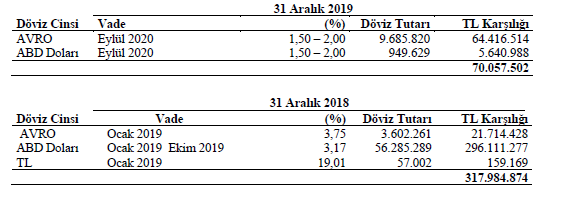 31 Aralık 2019
Döviz Cinsi Vade (%) Döviz Tutarı TL Karşılığı
AVRO Eylül 2020 1,50 – 2,00 9.685.820 64.416.514
ABD Doları Eylül 2020 1,50 – 2,00 949.629 5.640.988
70.057.502
31 Aralık 2018
Döviz Cinsi Vade (%) Döviz Tutarı TL Karşılığı
AVRO Ocak 2019 3,75 3.602.261 21.714.428
ABD Doları Ocak 2019 Ekim 2019 3,17 56.285.289 296.111.277
TL Ocak 2019 19,01 57.002 159.169
317.984.874